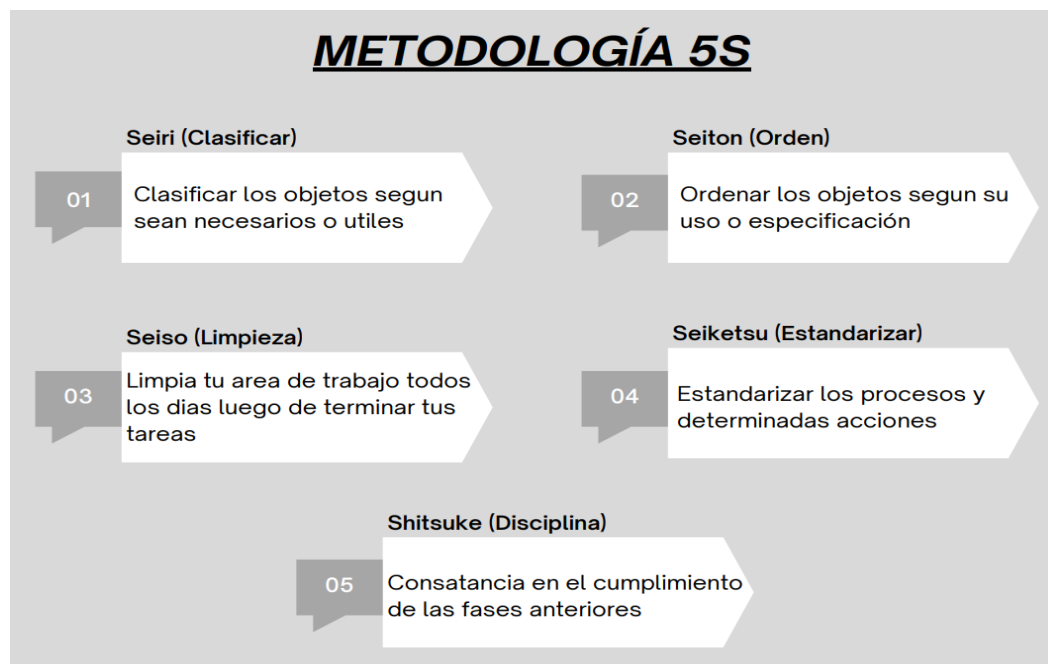 METODOLOGÍA 5S
Seiri (Clasificar)
01
Clasificar los objetos segun
sean necesarios o utiles
Seiton (Orden)
02
Ordenar los objetos segun su
uso o especificación
Seiso (Limpieza)
03
Limpia tu area de trabajo todos
los dias luego de terminar tus
tareas
Seiketsu (Estandarizar)
04
Estandarizar los procesos y
determinadas acciones
Shitsuke (Disciplina)
05
Consatancia en el cumplimiento
de las fases anteriores